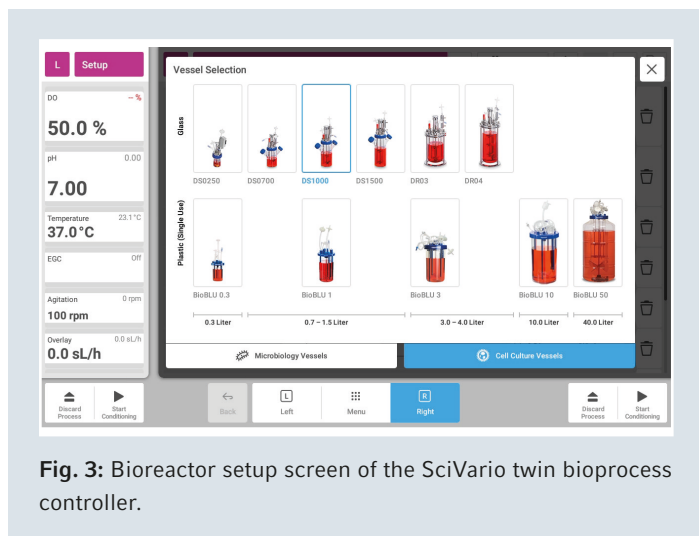 L Setup
DO – %
50.0 %
pH 0.00
7.00
Temperature 23.1°C
37.0°C
EGC Off
Agitation 0 rpm
100 rpm
Overlay 0.0 sL/h
0.0 sL/h
Vessel Selection
Glass
DS0250 DS0700 DS1000 DS1500 DR03 DR04
Plastic (Single Use)
BioBLU 0.3 BioBLU 1 BioBLU 3 BioBLU 10 BioBLU 50
0.3 Liter 0.7 – 1.5 Liter 3.0 – 4.0 Liter 10.0 Liter 40.0 Liter
Microbiology Vessels Cell Culture Vessels
Discard
Process
Start
Conditioning
Back
L
Left
Menu
R
Right
Discard
Process
Start
Conditioning
Fig. 3: Bioreactor setup screen of the SciVario twin bioprocess
controller.